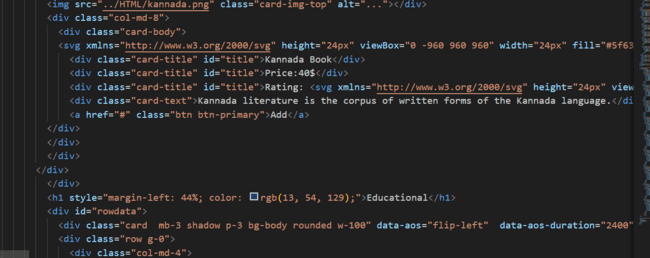 <img src="../HTML/kannada.png" class="card-img-top" alt="..."></div>
<div class="col-md-8">
<div class="card-body">
<svg xmlns="http://www.w3.org/2000/svg" height="24px" viewBox="0 -960 960 960" width="24px" fill="#5f63
<div class="card-title" id="title">Kannada Book</div>
<div class="card-title" id="title">Price:40$</div>
<div class="card-title" id="title">Rating: <svg xmlns="http://www.w3.org/2000/svg" height="24px" view
<div class="card-text">Kannada literature is the corpus of written forms of the Kannada language.</di
<a href="#" class="btn btn-primary">Add</a>
</div>
</div>
</div>
</div>
</div>
<h1 style="margin-left: 44%; color: rgb(13, 54, 129);">Educational</h1>
<div id="rowdata">
<div class="card  mb-3 shadow p-3 bg-body rounded w-100" data-aos="flip-left"  data-aos-duration="2400"
<div class="row g-0">
<div class="col-md-4">